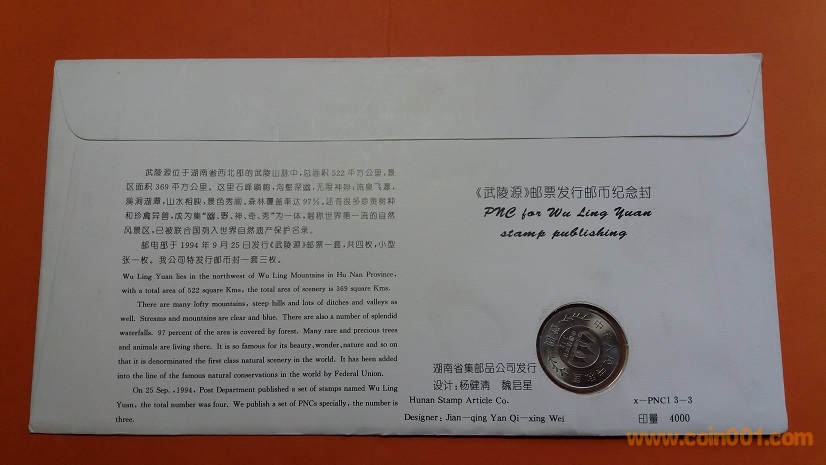 武陵源位于湖南省西北部的武陵山脉中，总面积522平方公里，景
区面积369平方公里。这里石峰嶙峋，沟壑深幽，无限神妙；流泉飞瀑，
溪涧湖潭，山水相映，景色秀丽，森林覆盖率达97%，还有很多珍贵树种
和珍禽异兽，成为集“幽、野、神、奇、秀”为一体，堪称世界第一流的自然
风景区，已被联合国列入世界自然遗产保护名录。
邮电部于1994年9月25日发行《武陵源》邮票一套，共四枚，小型
张一枚。我公司特发行邮币封一套三枚。
Wu Ling Yuan lies in the northwest of Wu Ling Mountains in Hu Nan Province,
with a total area of 522 square Kms, the total area of scenery is 369 square Kms.
There are many lofty mountains, steep hills and lots of ditches and valleys as
well. Streams and mountains are clear and blue. There are also a number of splendid
waterfalls. 97 percent of the area is covered by forest. Many rare and precious trees
and animals are living there. It is so famous for its beauty, wonder, nature and so on
that it is denominated the first class natural scenery in the world. It has been added
into the line of the famous natural conservations in the world by Federal Union.
On 25 Sep. ,1994, Post Department published a set of stamps named Wu Ling
Yuan, the total number was four. We publish a set of PNCs specially, the number is
three.
《武陵源》邮票发行邮币纪念封
PNC for Wu Ling Yuan
stamp publishing
湖南省集邮品公司发行
设计：杨健清 魏启星
Hunan Stamp Article Co.
Designer: Jian-qing Yan Qi-xing Wei
x-PNC13-3
印量 4000
www.coin001.com